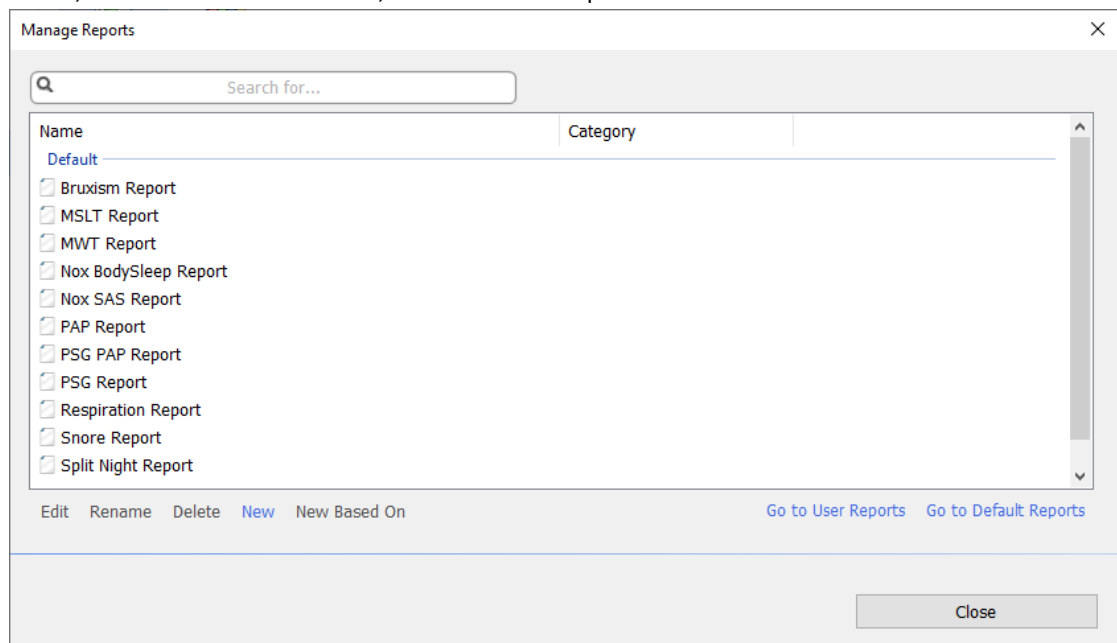 Manage Reports
Search for...
Name Category
Default
Bruxism Report
MSLT Report
MWT Report
Nox BodySleep Report
Nox SAS Report
PAP Report
PSG PAP Report
PSG Report
Respiration Report
Snore Report
Split Night Report
Edit Rename Delete New New Based On Go to User Reports Go to Default Reports
Close